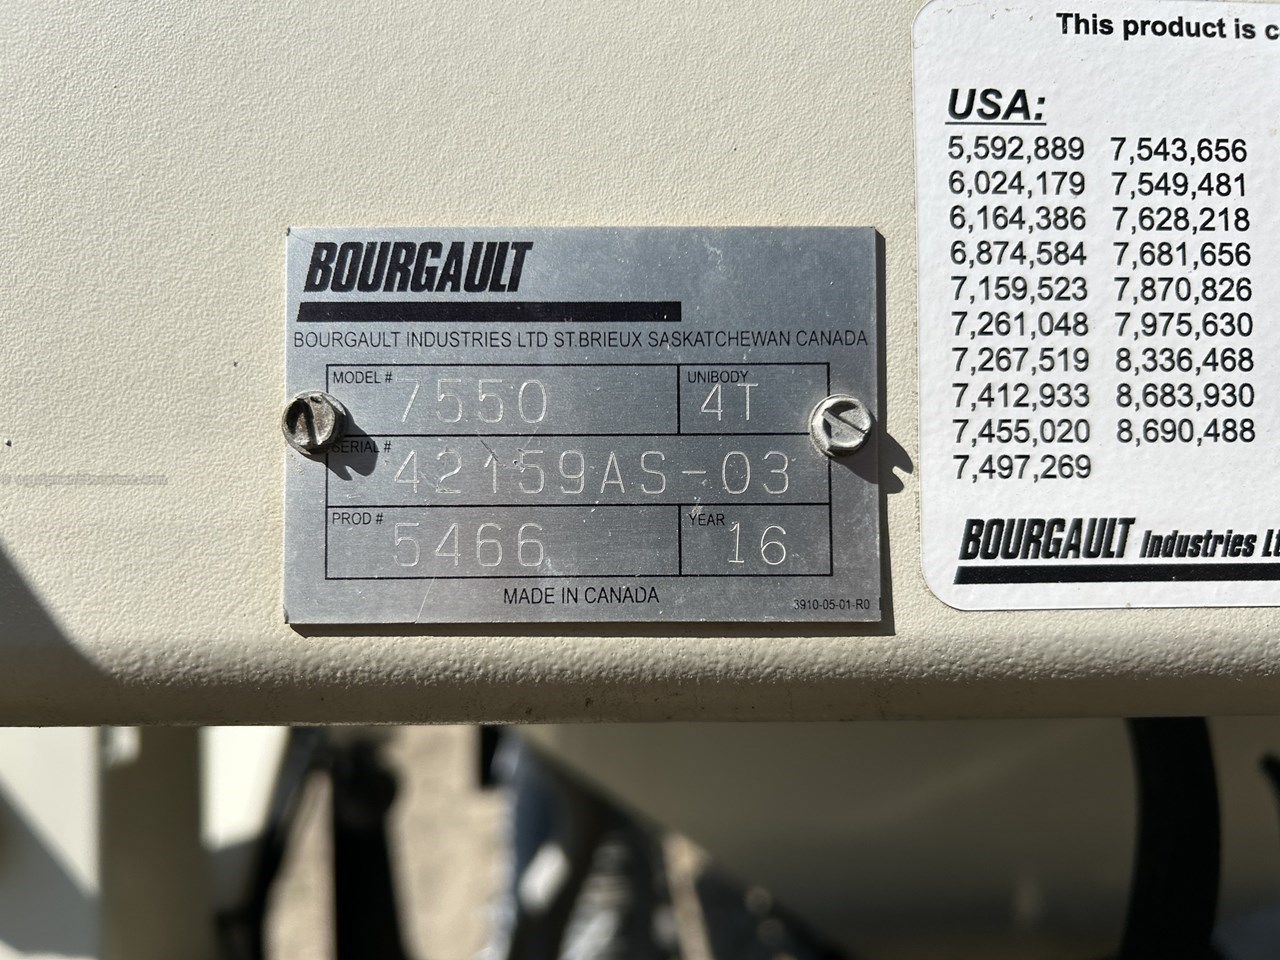 BOURGAULT
BOURGAULT INDUSTRIES LTD ST.BRIEUX SASKATCHEWAN CANADA
MODEL # 7550 UNIBODY 4T
SERIAL # 42159AS-03
PROD # 5466 YEAR 16
MADE IN CANADA
3910-05-01-R0
This product is c
USA:
5,592,889 7,543,656
6,024,179 7,549,481
6,164,386 7,628,218
6,874,584 7,681,656
7,159,523 7,870,826
7,261,048 7,975,630
7,267,519 8,336,468
7,412,933 8,683,930
7,455,020 8,690,488
7,497,269
BOURGAULT Industries Lt